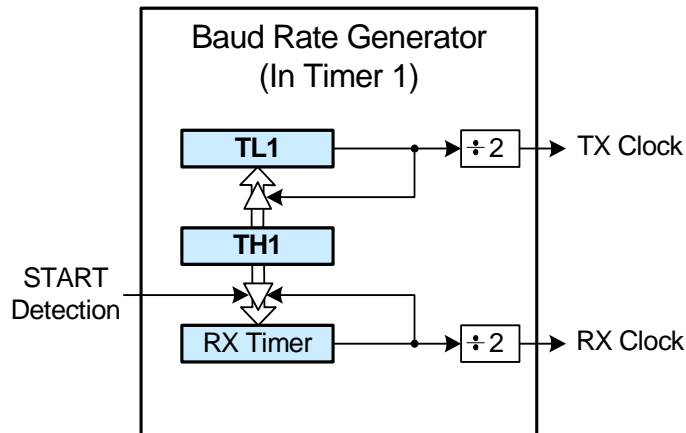 Baud Rate Generator
(In Timer 1)
TL1
÷ 2
TX Clock
TH1
START
Detection
RX Timer
÷ 2
RX Clock